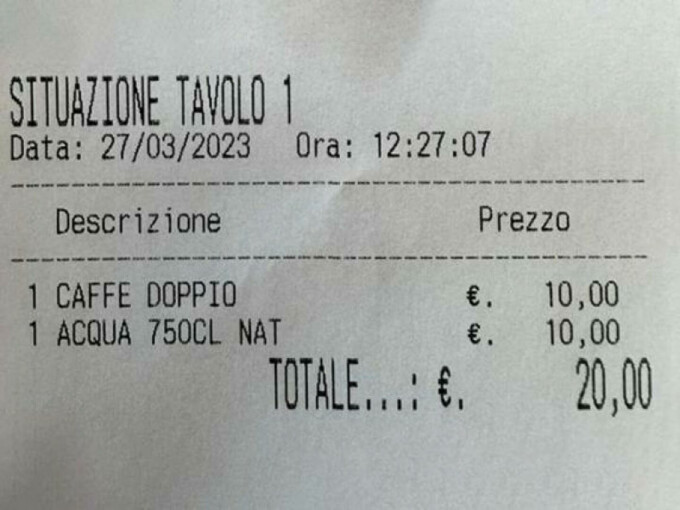 SITUAZIONE TAVOLO 1
Data: 27/03/2023 Ora: 12:27:07
Descrizione Prezzo
1 CAFFE DOPPIO €. 10,00
1 ACQUA 750CL NAT €. 10,00
TOTALE...: €. 20,00